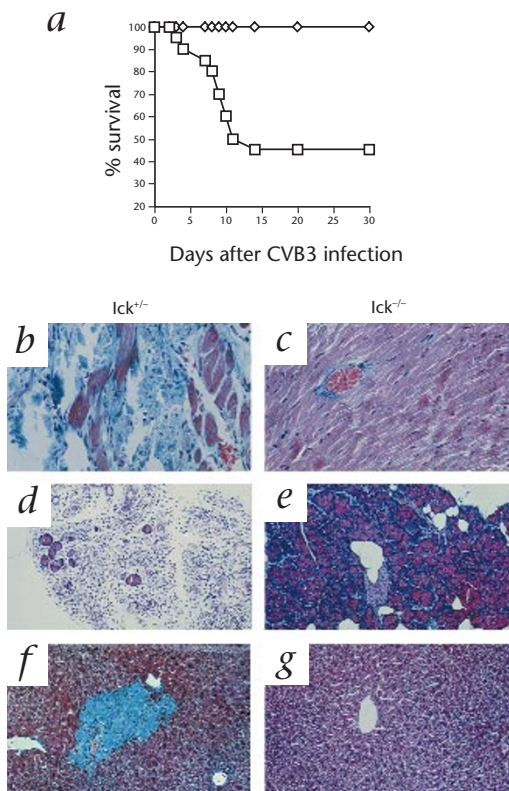 a
100
90
80
70
60
50
40
30
20
% survival
0 5 10 15 20 25 30
Days after CVB3 infection
lck+/– lck–/–
b c
d e
f g